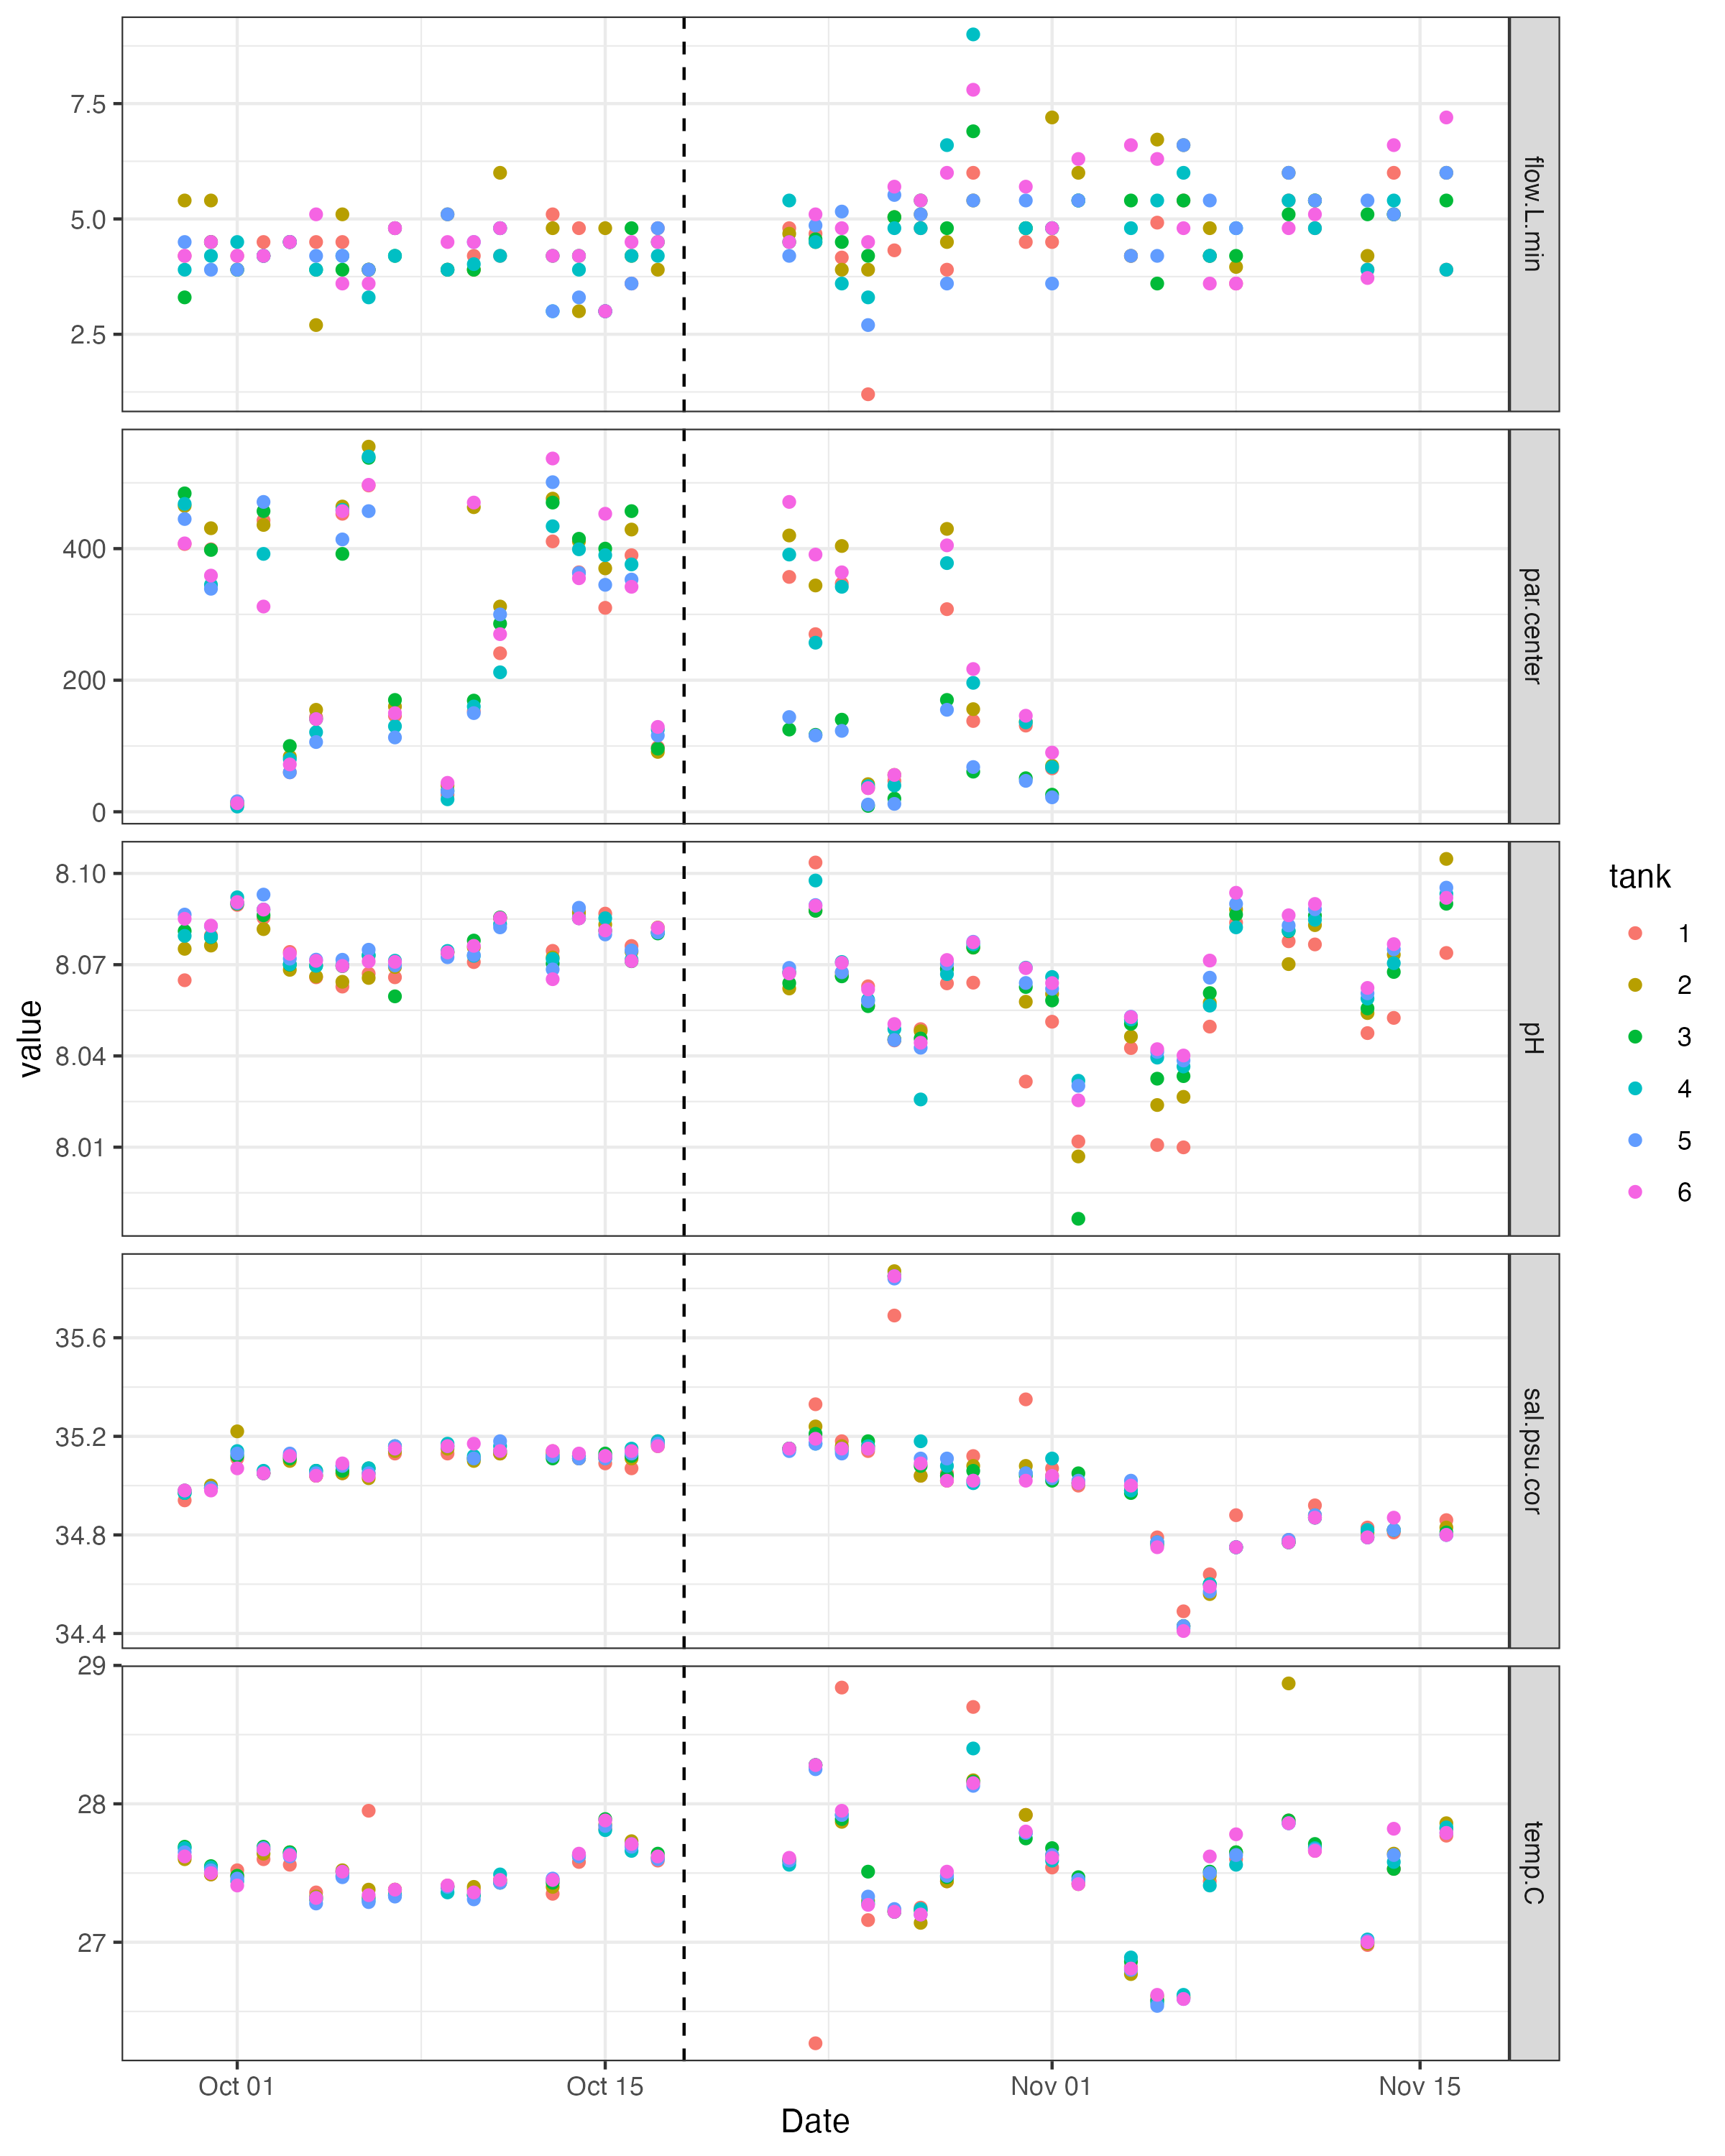 7.5
5.0
2.5
flow.L.min
400
200
0
par.center
8.10
8.07
8.04
8.01
pH
35.6
35.2
34.8
34.4
sal.psu.cor
29
28
27
temp.C
value
Oct 01
Oct 15
Nov 01
Nov 15
Date
tank
1
2
3
4
5
6